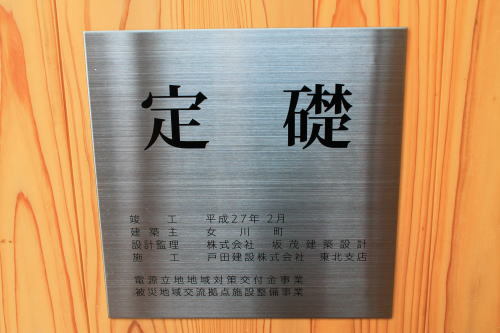 定 礎
竣 工 平成27年 2月
建 築 主 女 川 町
設計監理 株式会社 坂茂建築設計
施 工 戸田建設株式会社 東北支店
電源立地地域対策交付金事業
被災地域交流拠点施設整備事業